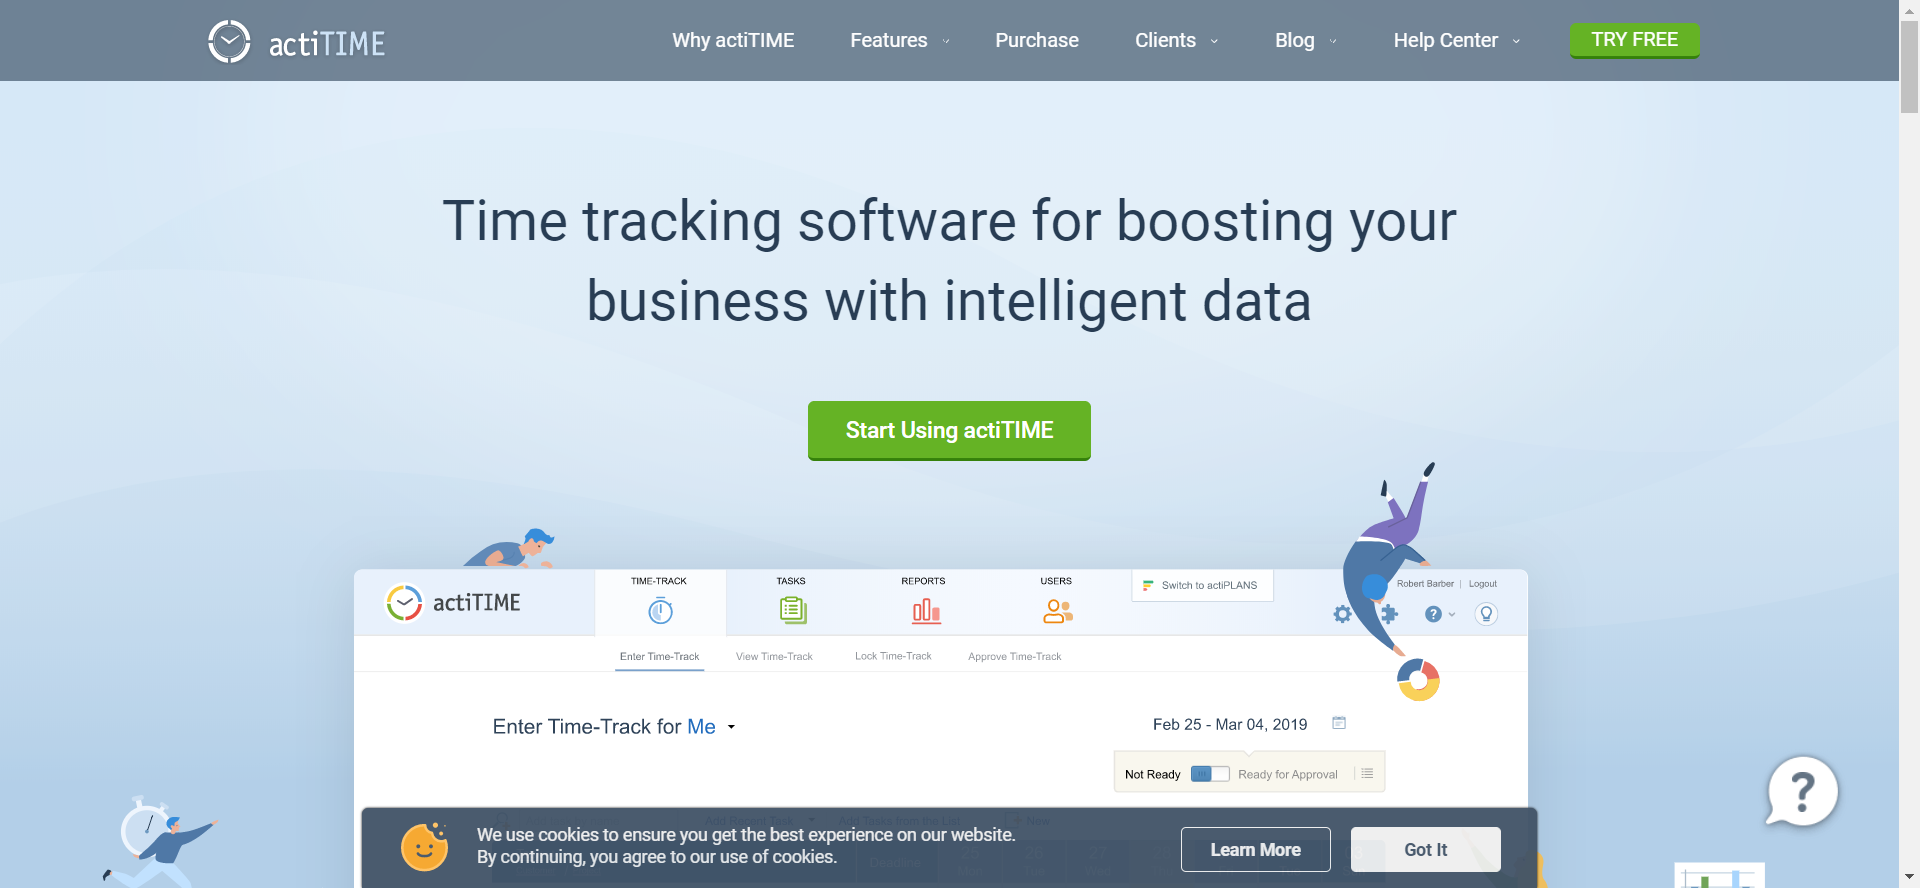 actiTIME
Why actiTIME
Features
Purchase
Clients
Blog
Help Center
TRY FREE
Time tracking software for boosting your
business with intelligent data
Start Using actiTIME
actiTIME
TIME-TRACK
TASKS
REPORTS
USERS
Switch to actiPLANS
Robert Barber | Logout
Enter Time-Track
View Time-Track
Lock Time-Track
Approve Time-Track
Enter Time-Track for Me
Feb 25 - Mar 04, 2019
Not Ready
Ready for Approval
We use cookies to ensure you get the best experience on our website.
By continuing, you agree to our use of cookies.
Learn More
Got It